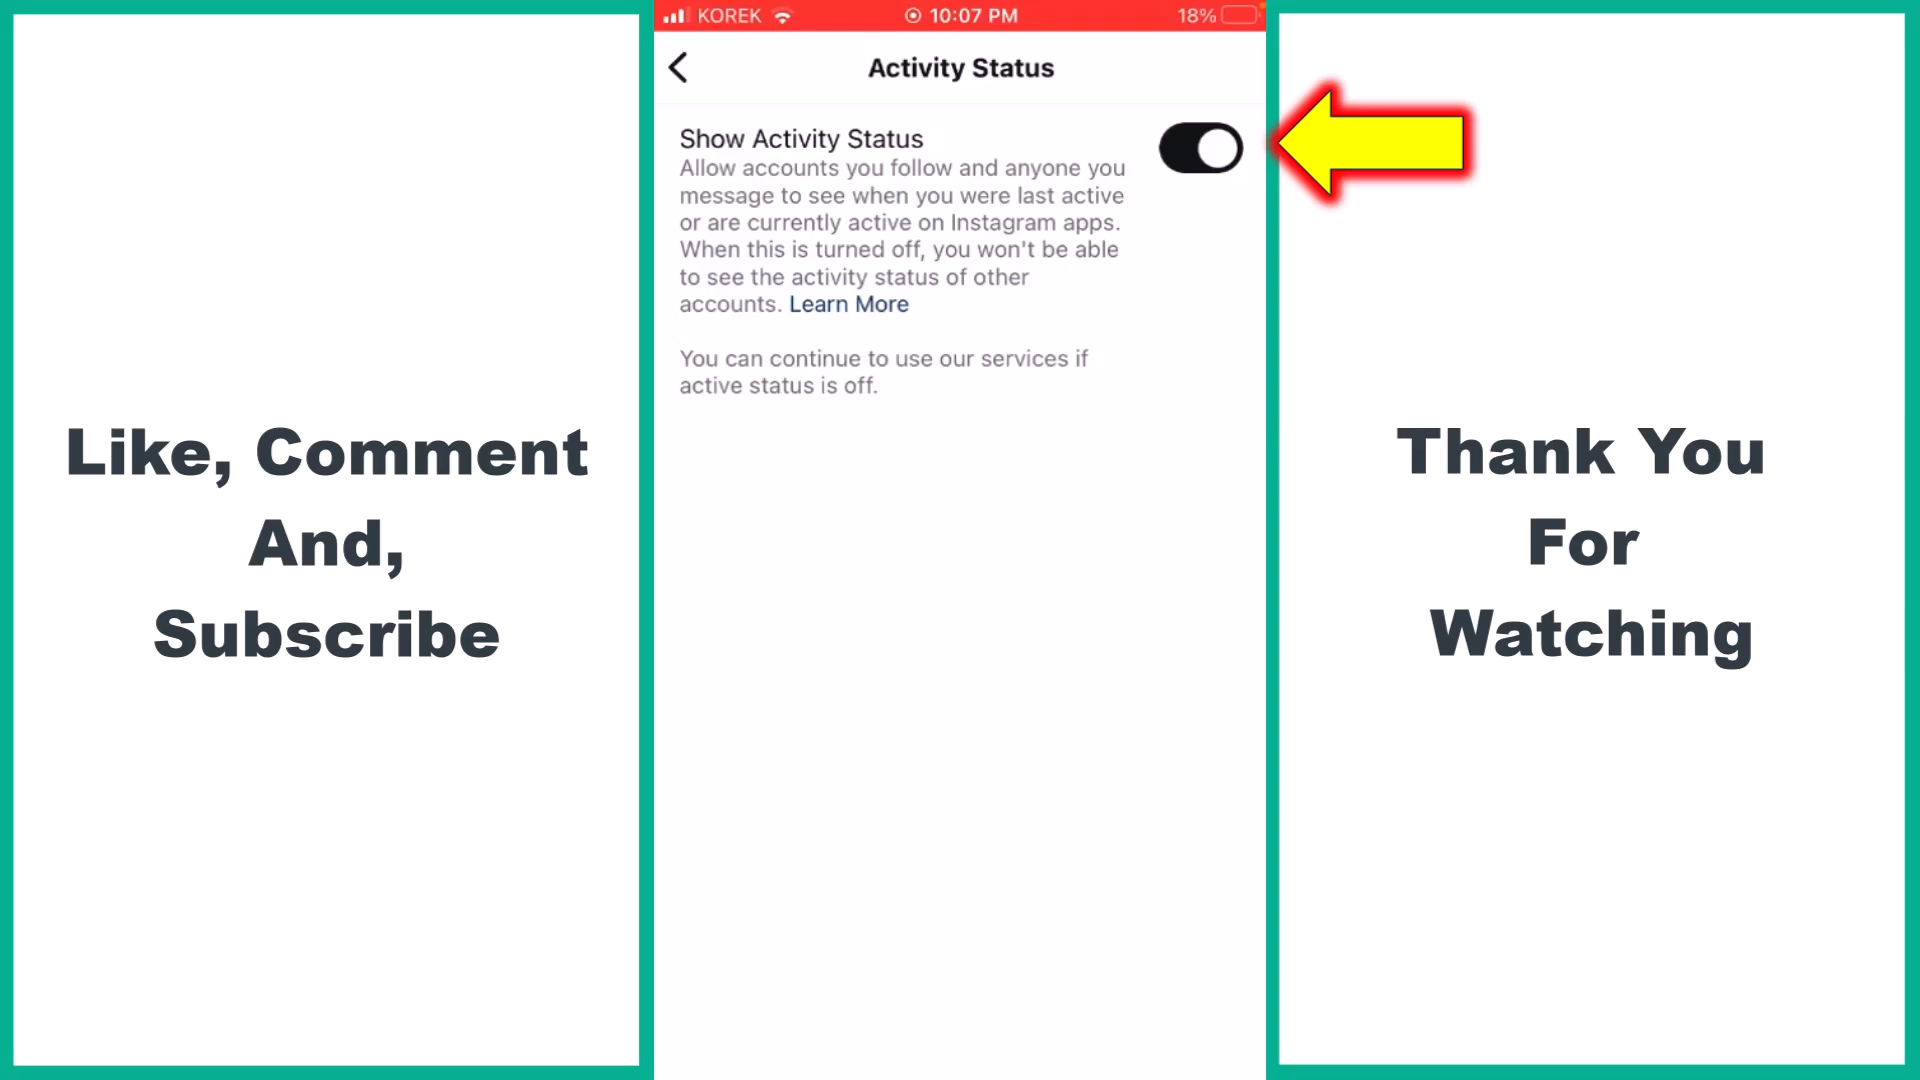 Like, Comment
And,
Subscribe
KOREK 10:07 PM 18%
Activity Status
Show Activity Status
Allow accounts you follow and anyone you
message to see when you were last active
or are currently active on Instagram apps.
When this is turned off, you won't be able
to see the activity status of other
accounts. Learn More
You can continue to use our services if
active status is off.
Thank You
For
Watching